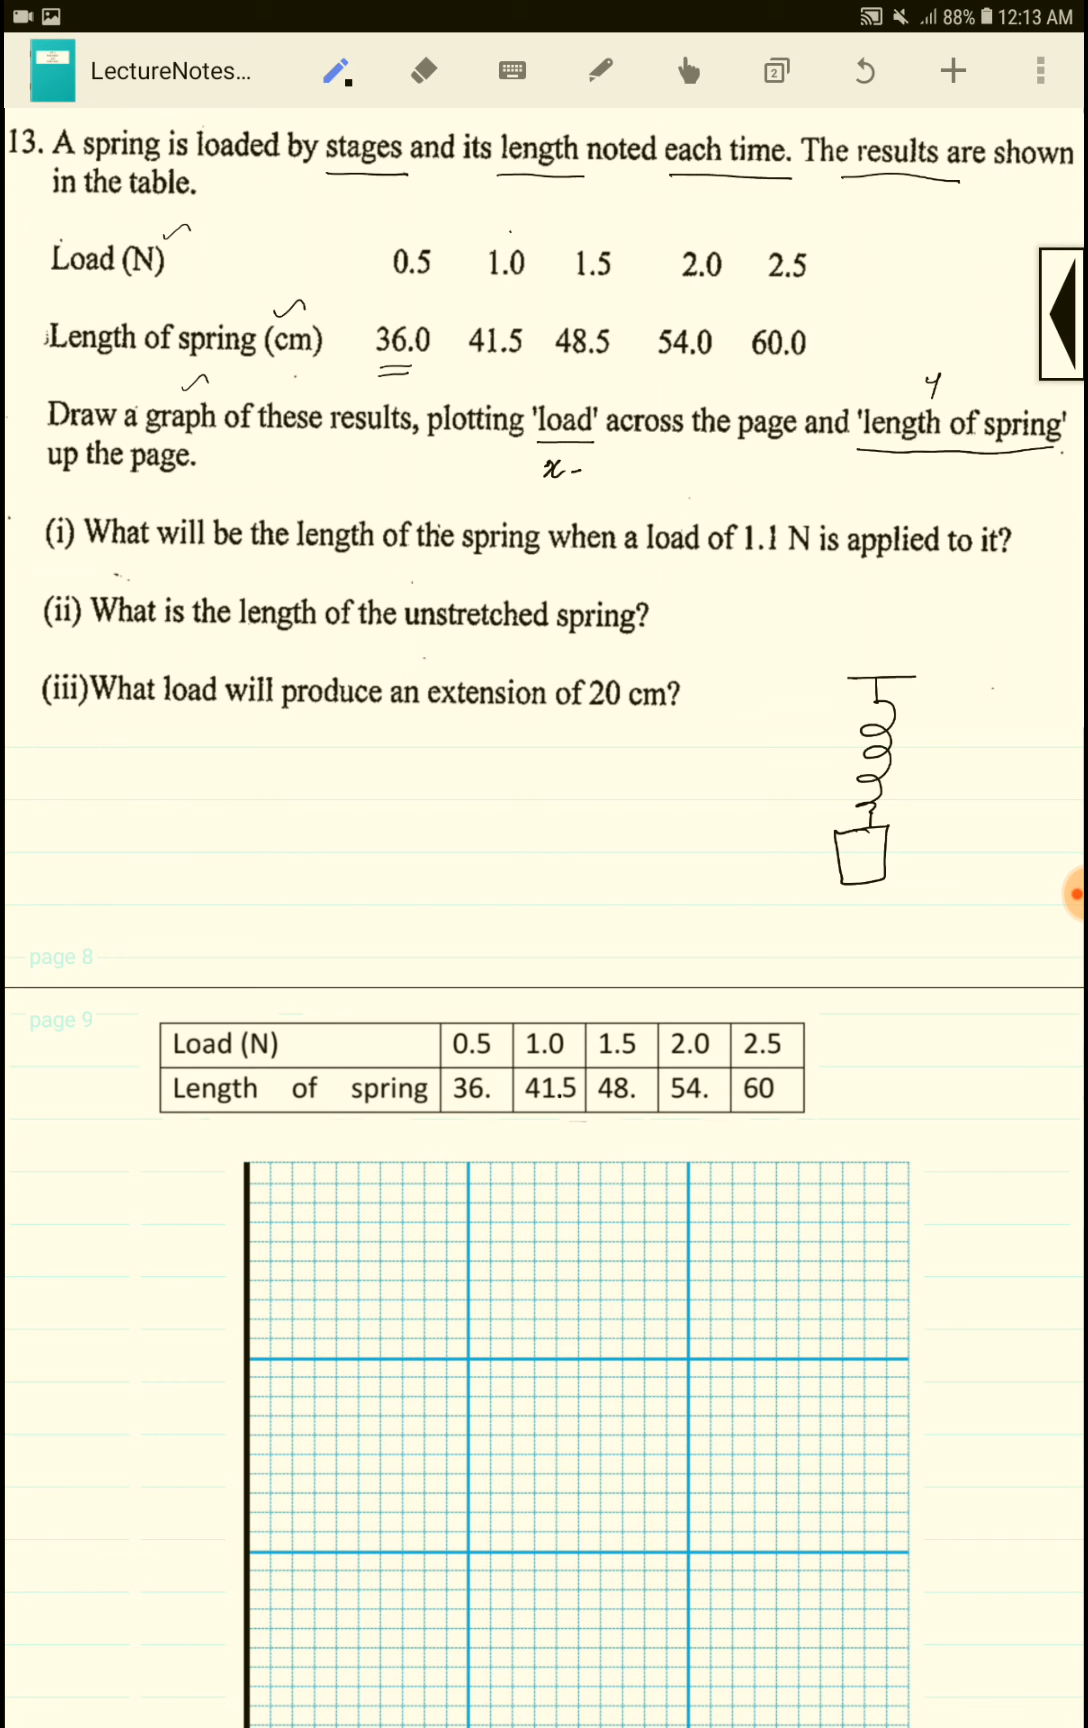 88% 12:13 AM
LectureNotes...
2
13. A spring is loaded by stages and its length noted each time. The results are shown
in the table.
Load (N) 0.5 1.0 1.5 2.0 2.5
Length of spring (cm) 36.0 41.5 48.5 54.0 60.0
y
Draw a graph of these results, plotting 'load' across the page and 'length of spring'
up the page.
x -
(i) What will be the length of the spring when a load of 1.1 N is applied to it?
(ii) What is the length of the unstretched spring?
(iii)What load will produce an extension of 20 cm?
page 8
page 9
Load (N) 0.5 1.0 1.5 2.0 2.5
Length of spring 36. 41.5 48. 54. 60